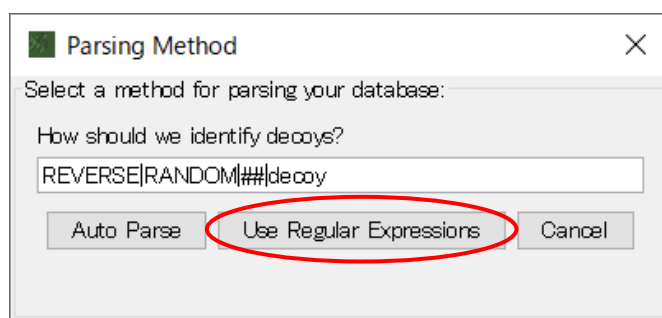 Parsing Method
Select a method for parsing your database:
How should we identify decoys?
REVERSE|RANDOM|##|decoy
Auto Parse Use Regular Expressions Cancel